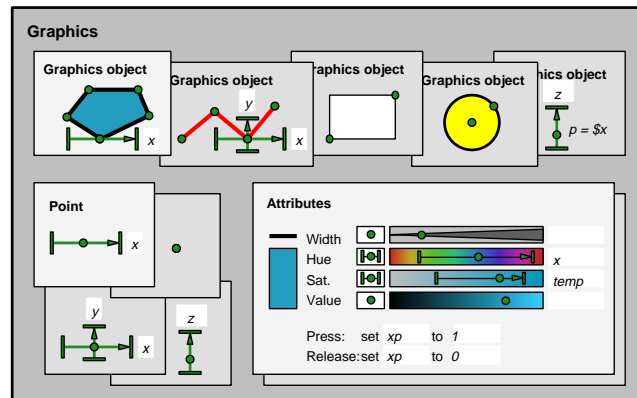 Graphics
Graphics object
x
Graphics object
y
x
raphics object
Graphics object
hics object
z
p = $x
Point
x
y
x
z
Attributes
Width
Hue x
Sat. temp
Value
Press: set xp to 1
Release: set xp to 0